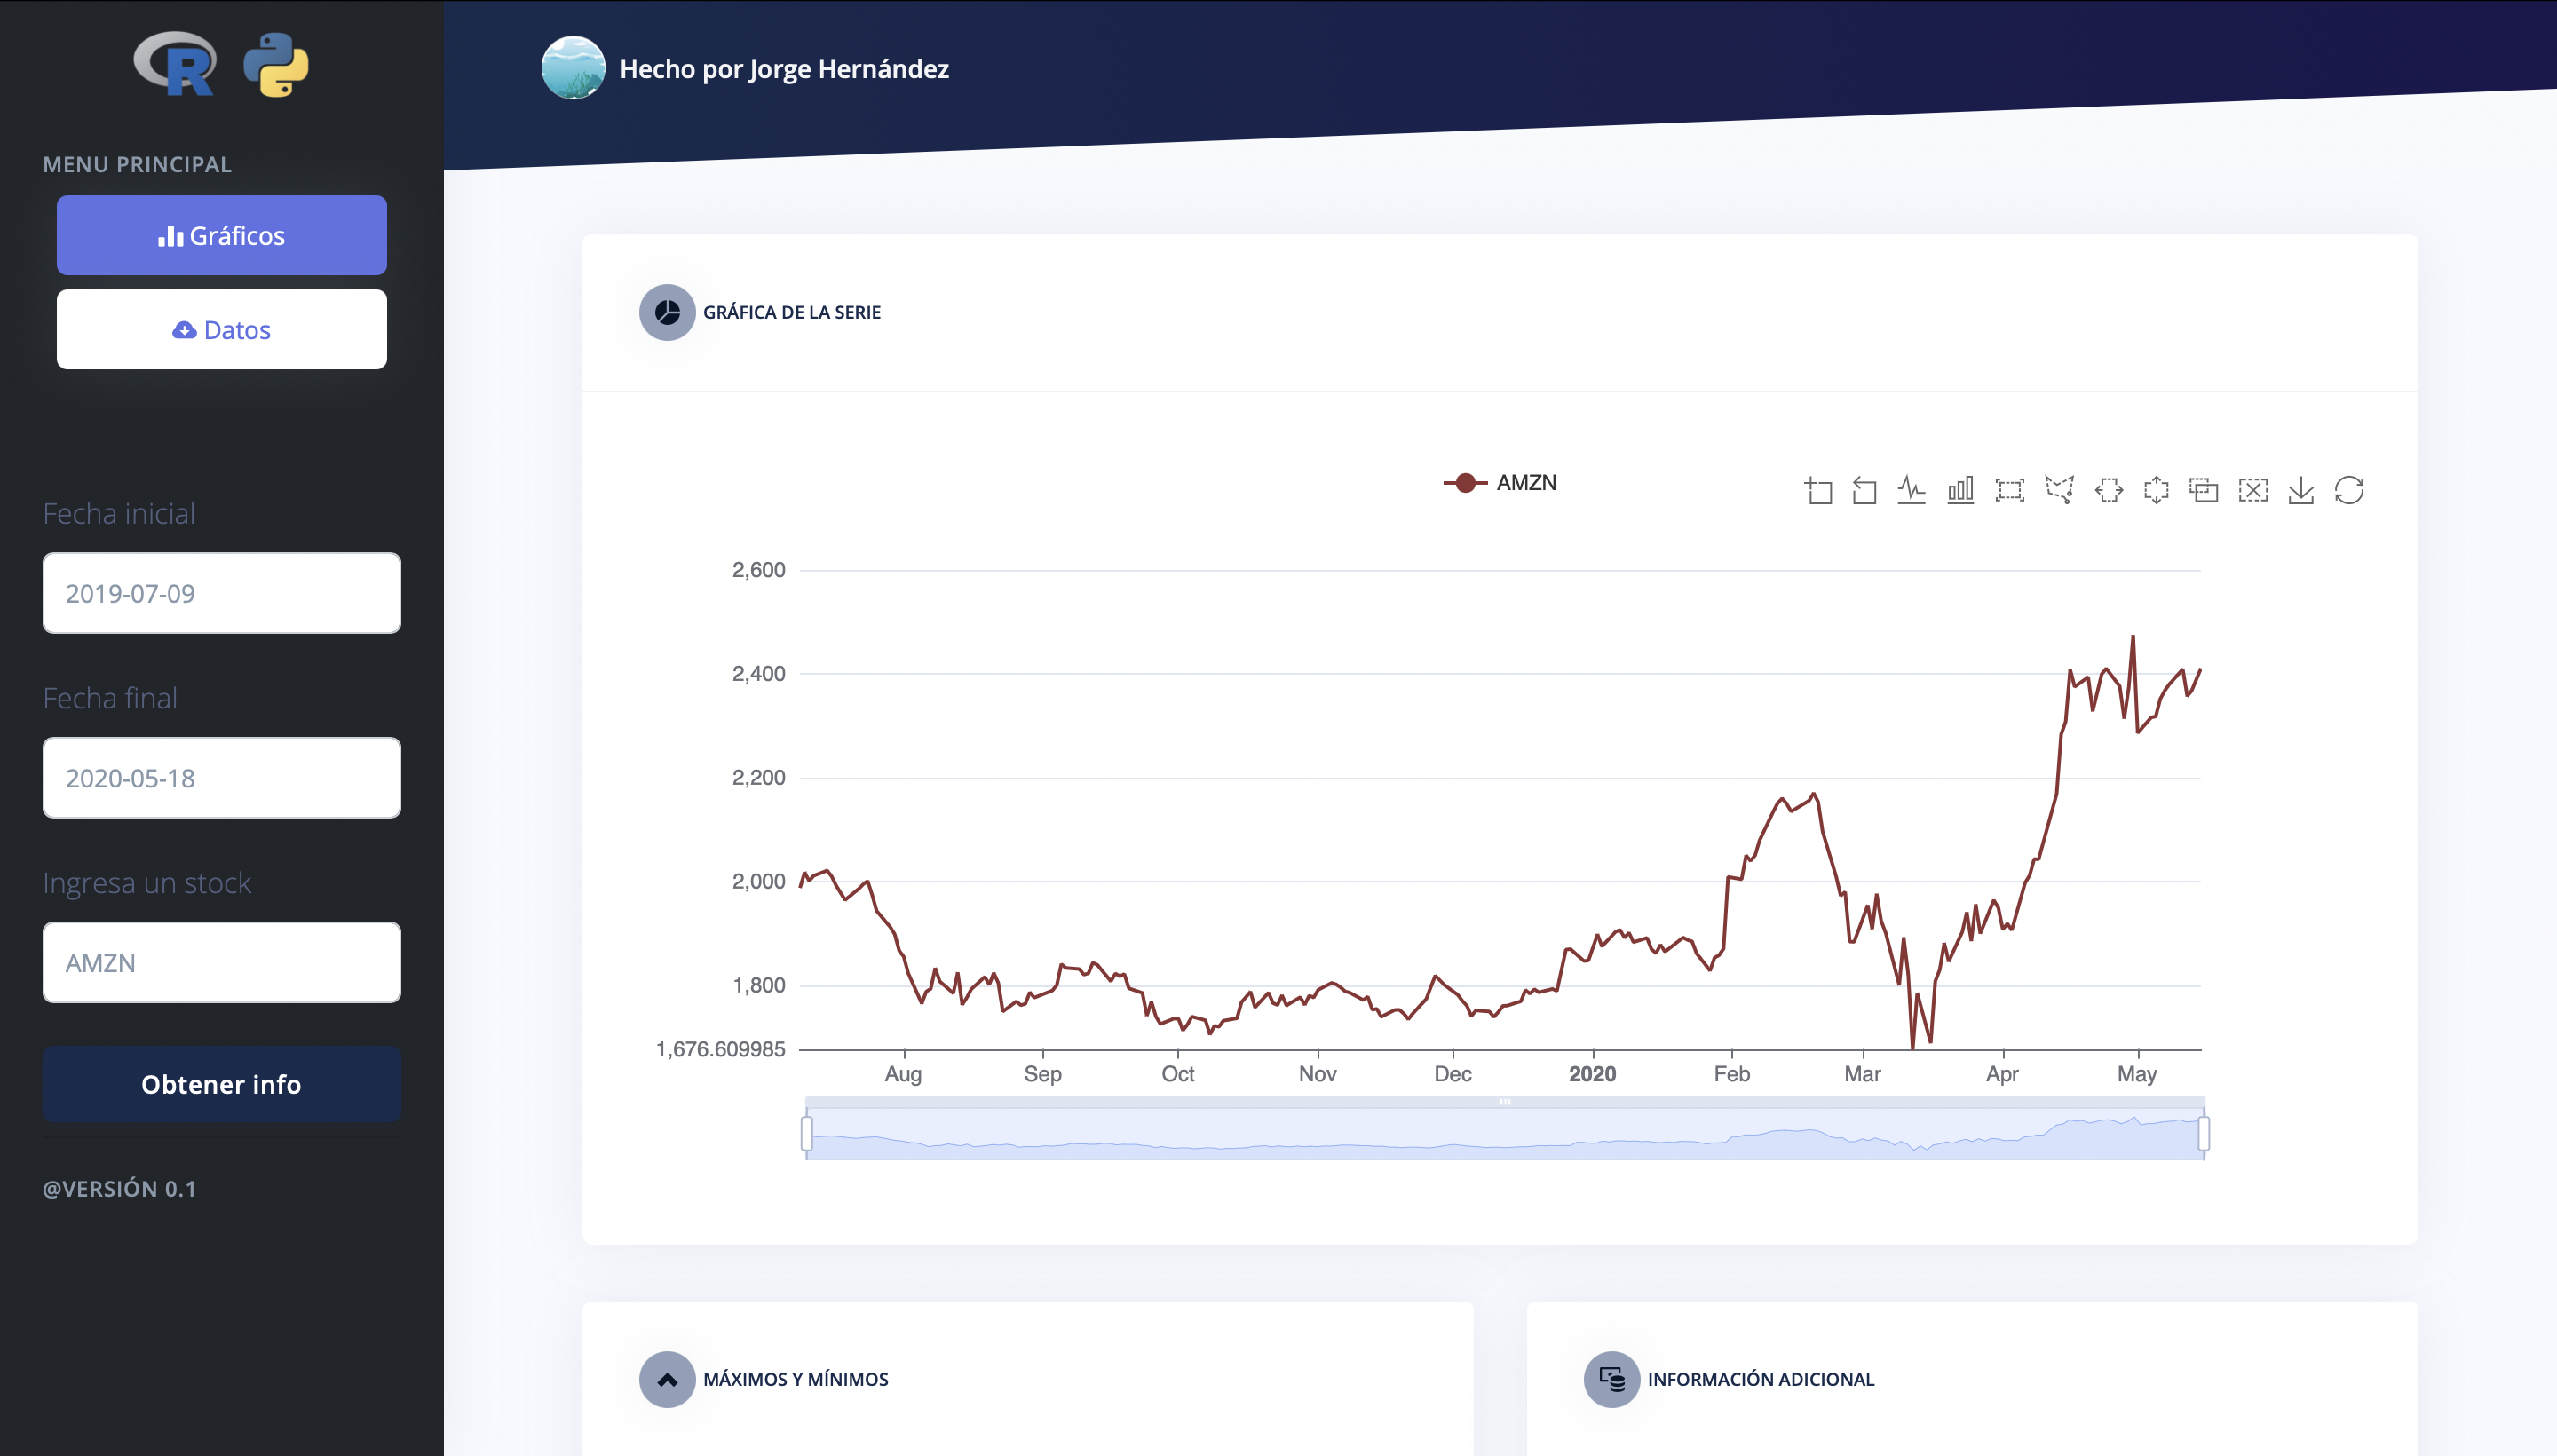 R
Hecho por Jorge Hernández
MENU PRINCIPAL
Gráficos
Datos
Fecha inicial
2019-07-09
Fecha final
2020-05-18
Ingresa un stock
AMZN
Obtener info
@VERSIÓN 0.1
GRÁFICA DE LA SERIE
AMZN
2,600
2,400
2,200
2,000
1,800
1,676.609985
Aug Sep Oct Nov Dec 2020 Feb Mar Apr May
MÁXIMOS Y MÍNIMOS
INFORMACIÓN ADICIONAL